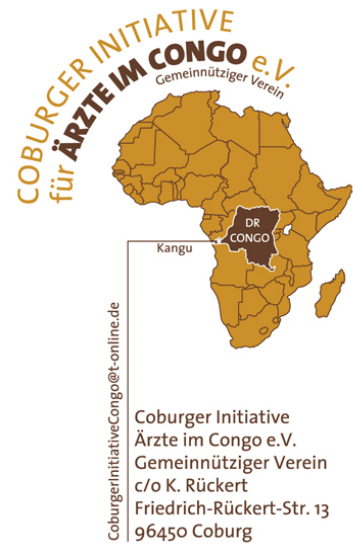 COBURGER INITIATIVE
für ÄRZTE IM CONGO e.V.
Gemeinnütziger Verein
DR
CONGO
Kangu
CoburgerInitiativeCongo@t-online.de
Coburger Initiative
Ärzte im Congo e.V.
Gemeinnütziger Verein
c/o K. Rückert
Friedrich-Rückert-Str. 13
96450 Coburg